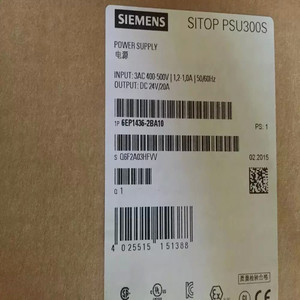 SIEMENS SITOP PSU300S
POWER SUPPLY
电源
INPUT: 3AC 400-500V | 1,2-1,0A | 50/60Hz
OUTPUT: DC 24V/20A
1P 6EP1436-2BA10 PS: 1
S Q6F2A03HFVV 02.2015
Q 1
4 025515 151388